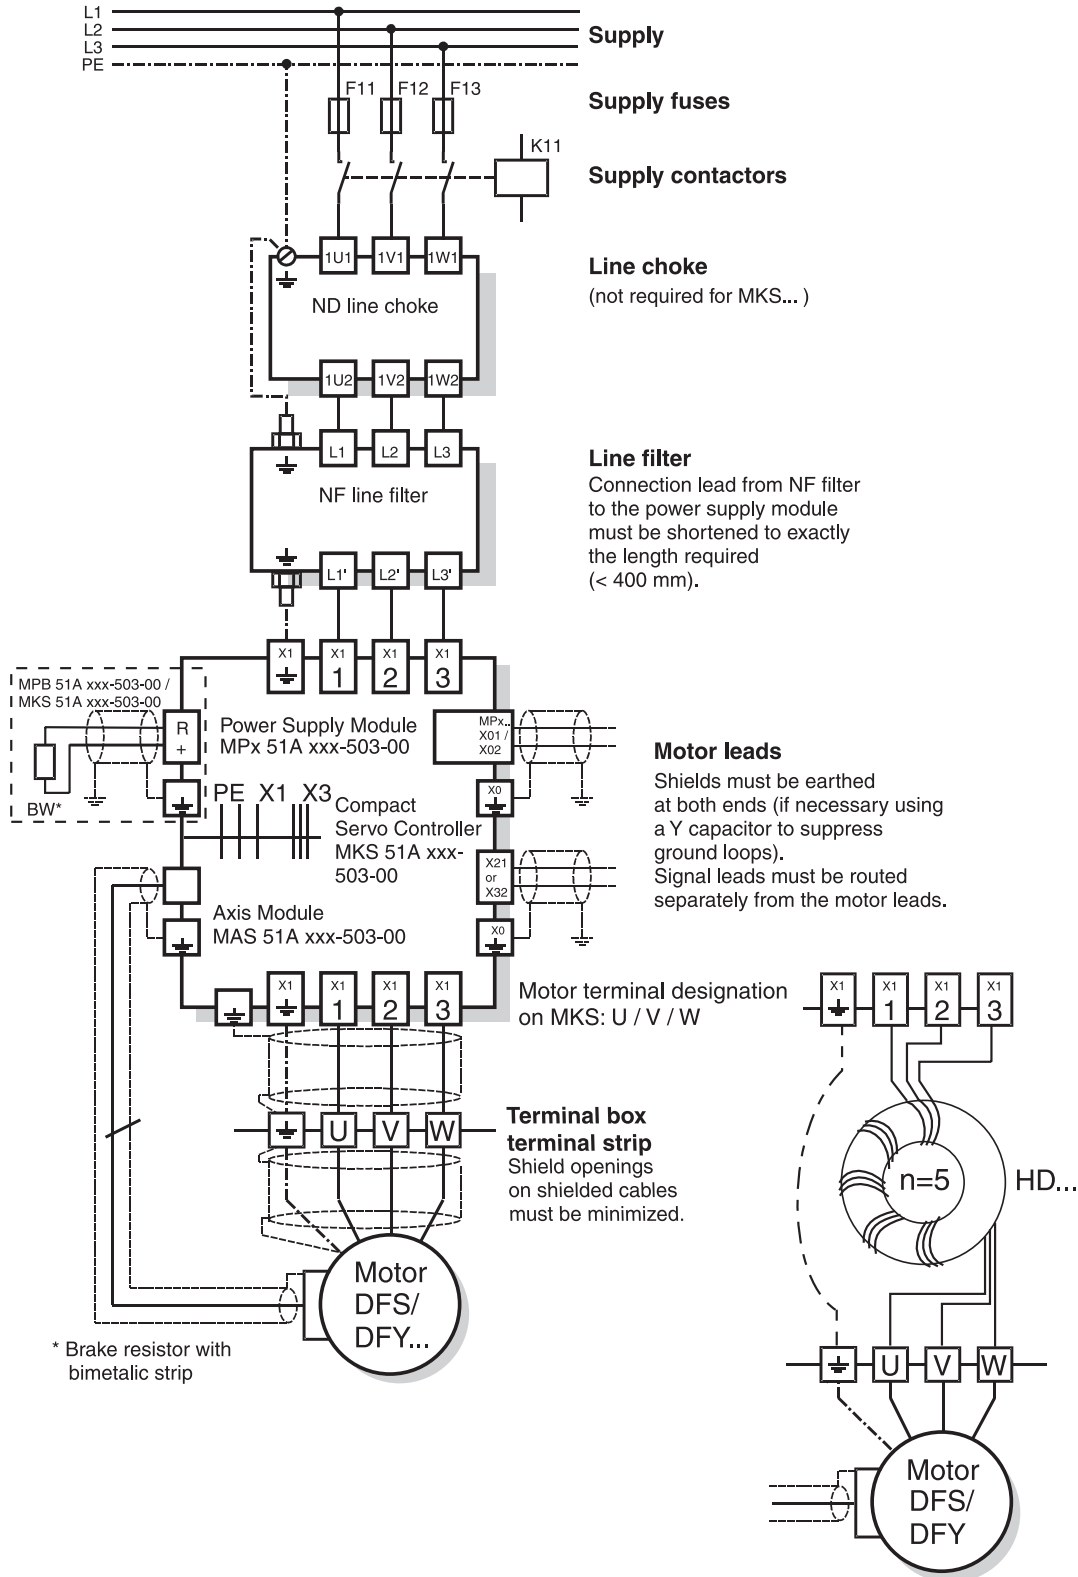 L1
L2
L3
PE
Supply
F11 F12 F13
Supply fuses
K11
Supply contactors
1U1 1V1 1W1
Line choke
(not required for MKS... )
ND line choke
1U2 1V2 1W2
L1 L2 L3
Line filter
Connection lead from NF filter
to the power supply module
must be shortened to exactly
the length required
(< 400 mm).
NF line filter
L1' L2' L3'
X1 X1 X1 X1
1 2 3
MPB 51A xxx-503-00 /
MKS 51A xxx-503-00
R
+
BW*
Power Supply Module
MPx 51A xxx-503-00
MPx..
X01 /
X02
X0
Motor leads
Shields must be earthed
at both ends (if necessary using
a Y capacitor to suppress
ground loops).
Signal leads must be routed
separately from the motor leads.
PE X1 X3
Compact
Servo Controller
MKS 51A xxx-
503-00
X21
or
X32
X0
Axis Module
MAS 51A xxx-503-00
X1 X1 X1 X1
1 2 3
Motor terminal designation
on MKS: U / V / W
X1 X1 X1 X1
1 2 3
U V W
Terminal box
terminal strip
Shield openings
on shielded cables
must be minimized.
n=5
HD...
Motor
DFS/
DFY...
* Brake resistor with
bimetalic strip
U V W
Motor
DFS/
DFY